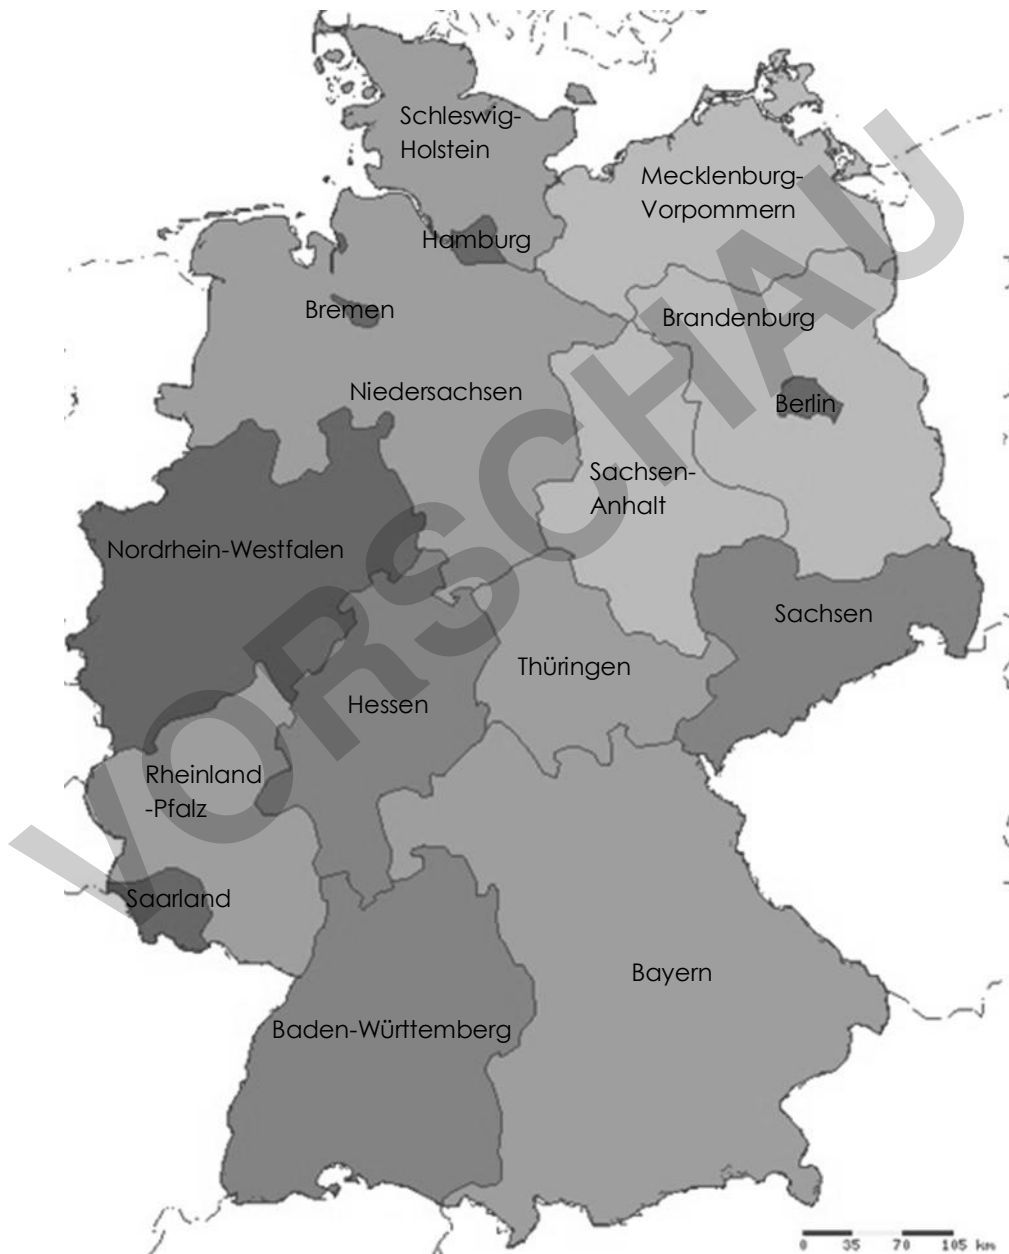 Schleswig-
Holstein
Mecklenburg-
Vorpommern
Hamburg
Bremen
Brandenburg
Niedersachsen
Berlin
Sachsen-
Anhalt
Nordrhein-Westfalen
Sachsen
Thüringen
Hessen
Rheinland
-Pfalz
Saarland
Bayern
Baden-Württemberg
VORSCHAU
0 35 70 105 km